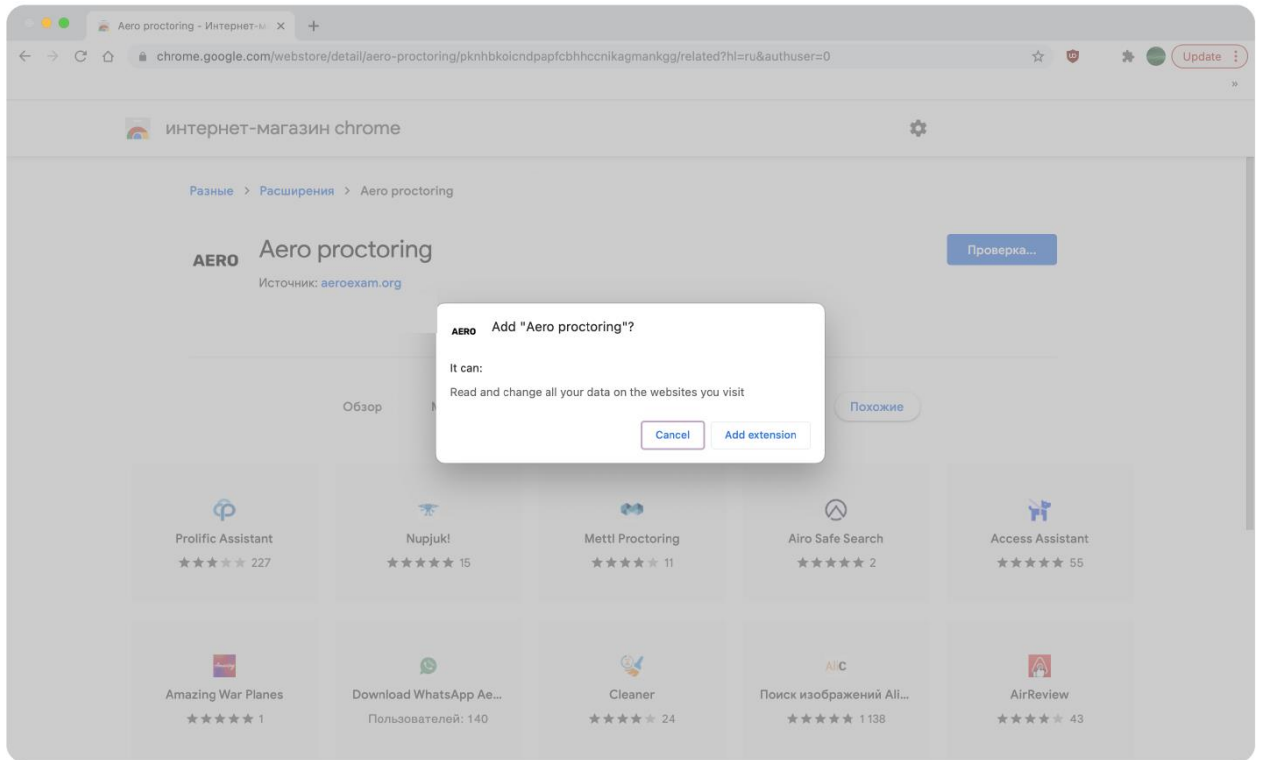 Aero proctoring - Интернет-м
chrome.google.com/webstore/detail/aero-proctoring/pknhbkoicndpapfcbhhccnikagmankgg/related?hl=ru&authuser=0
Update
интернет-магазин chrome
Разные > Расширения > Aero proctoring
AERO Aero proctoring
Проверка...
Источник: aeroexam.org
AERO Add "Aero proctoring"?
It can:
Read and change all your data on the websites you visit
Cancel Add extension
Обзор Похожие
Prolific Assistant Nupjuk! Mettl Proctoring Airo Safe Search Access Assistant
★★★★★ 227 ★★★★★ 15 ★★★★★ 11 ★★★★★ 2 ★★★★★ 55
AliC
Amazing War Planes Download WhatsApp Ae... Cleaner Поиск изображений Ali... AirReview
★★★★★ 1 Пользователей: 140 ★★★★★ 24 ★★★★★ 1 138 ★★★★★ 43